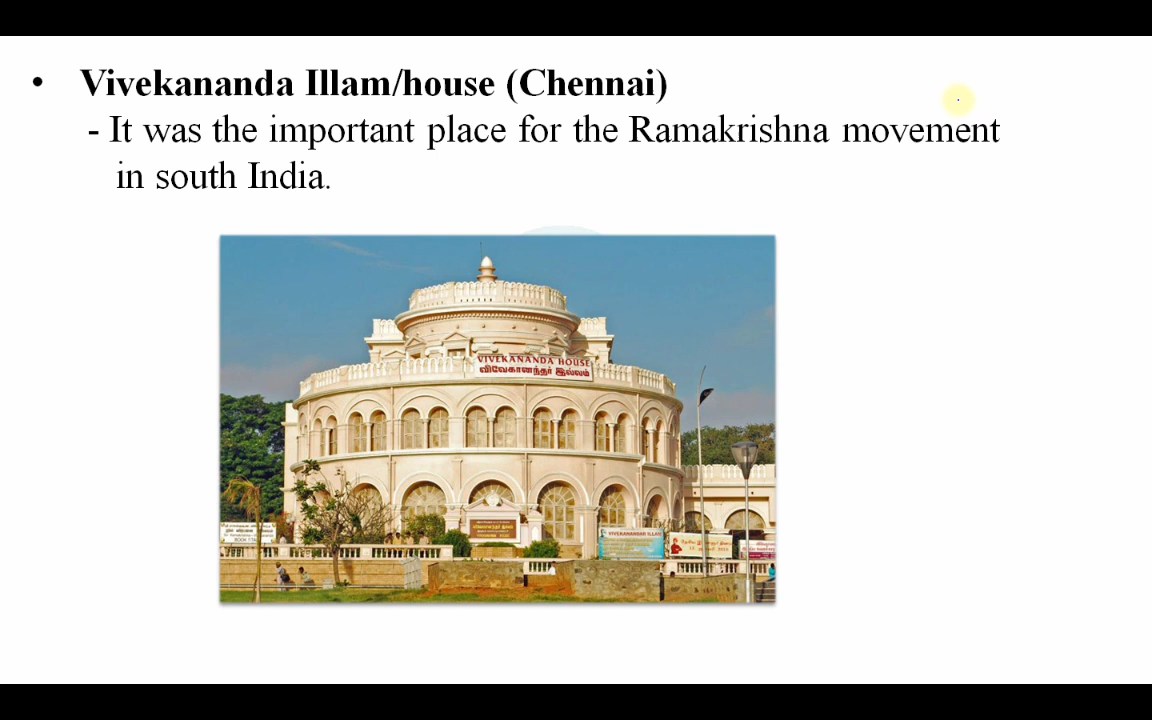 • Vivekananda Illam/house (Chennai)
- It was the important place for the Ramakrishna movement
in south India.
VIVEKANANDA HOUSE
விவேகானந்தர் இல்லம்
VIVEKANANDAR ILLAM